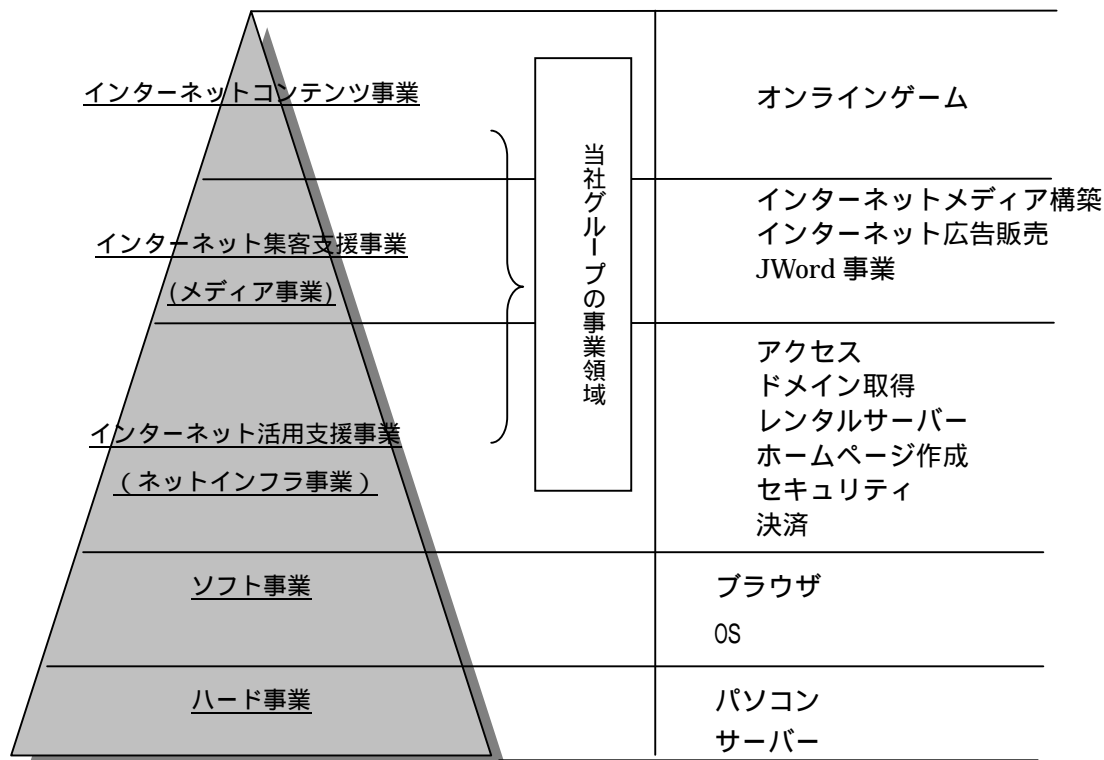 インターネットコンテンツ事業
オンラインゲーム
当社グループの事業領域
インターネット集客支援事業
(メディア事業)
インターネットメディア構築
インターネット広告販売
JWord 事業
インターネット活用支援事業
(ネットインフラ事業)
アクセス
ドメイン取得
レンタルサーバー
ホームページ作成
セキュリティ
決済
ソフト事業
ブラウザ
OS
ハード事業
パソコン
サーバー